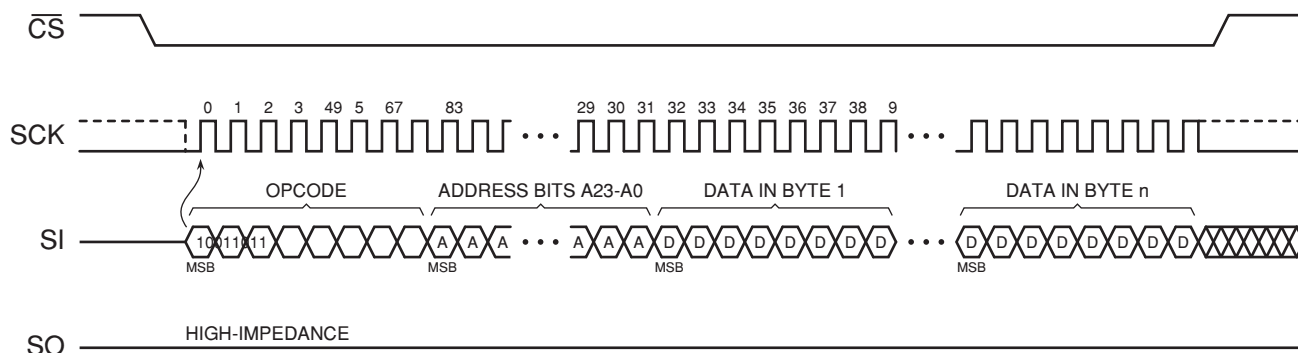 CS
0 1 2 3 49 5 67 83 29 30 31 32 33 34 35 36 37 38 9
SCK
OPCODE ADDRESS BITS A23-A0 DATA IN BYTE 1 DATA IN BYTE n
SI 10011011 A A A A A A D D D D D D D D D D D D D D D D
MSB MSB MSB MSB
HIGH-IMPEDANCE
SO